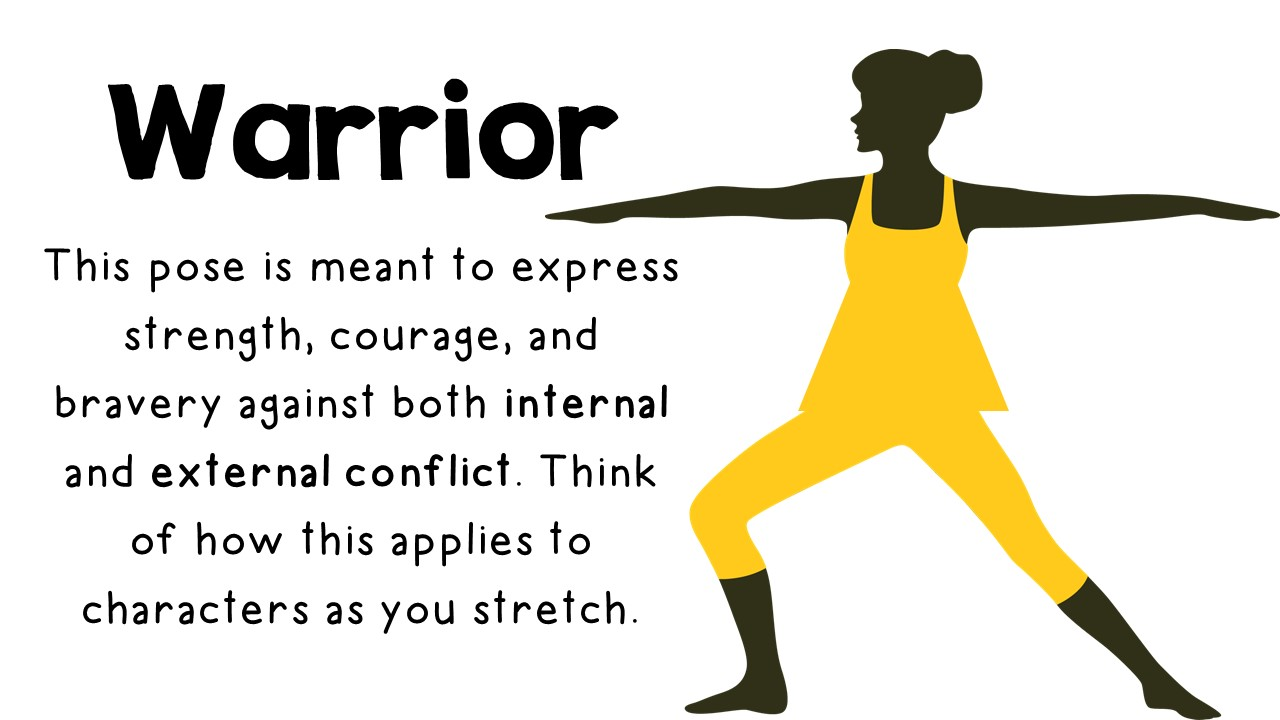 Warrior
This pose is meant to express
strength, courage, and
bravery against both internal
and external conflict. Think
of how this applies to
characters as you stretch.